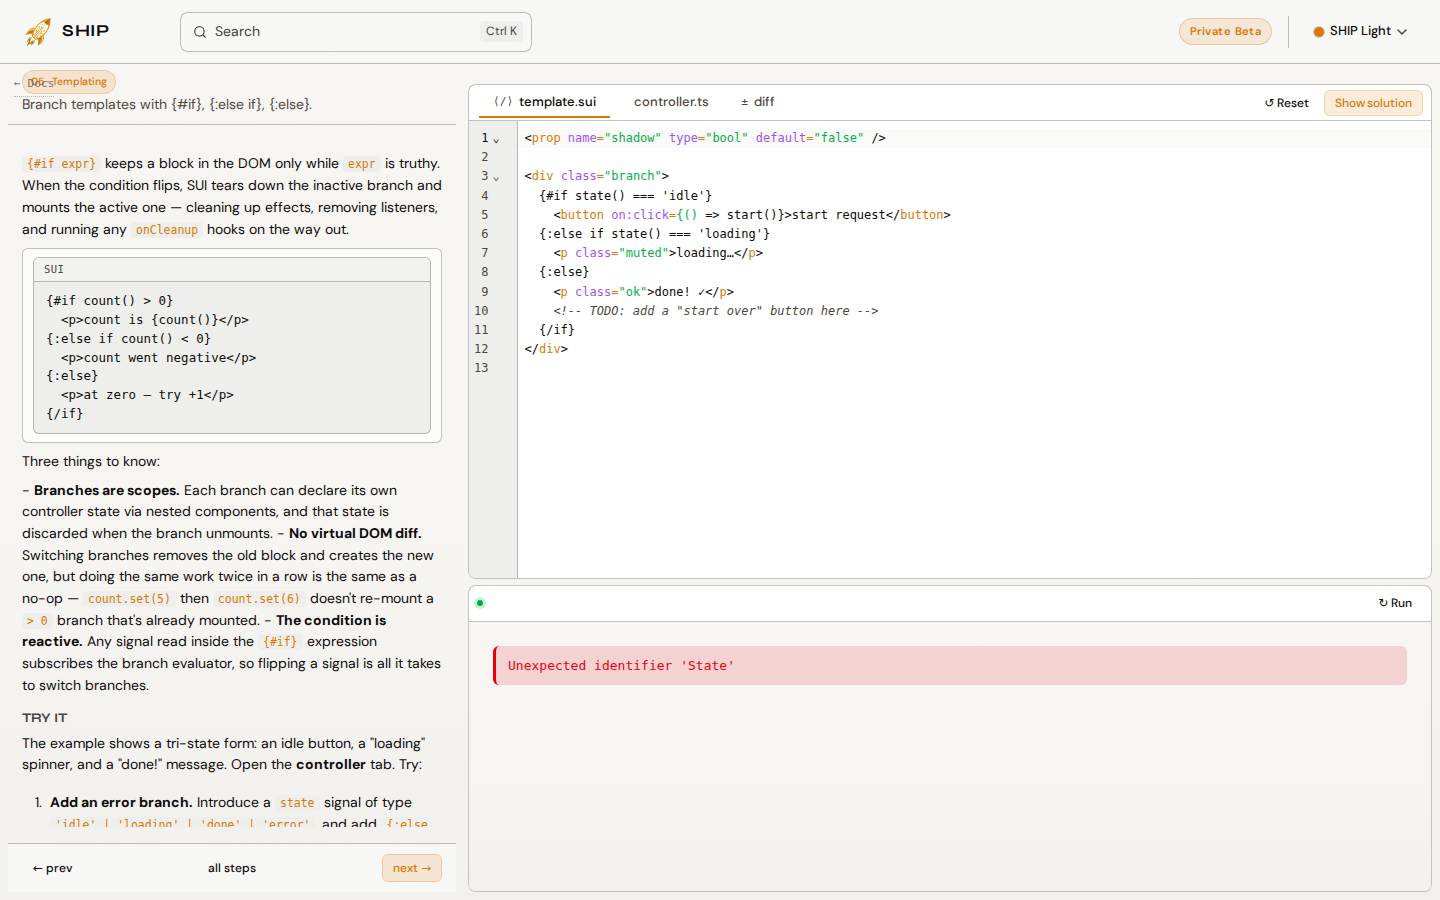 SHIP
Search
Ctrl K
Private Beta
SHIP Light
← Docs
05 · Templating
Branch templates with {#if}, {:else if}, {:else}.
{#if expr} keeps a block in the DOM only while expr is truthy.
When the condition flips, SUI tears down the inactive branch and
mounts the active one — cleaning up effects, removing listeners,
and running any onCleanup hooks on the way out.
SUI
{#if count() > 0}
  <p>count is {count()}</p>
{:else if count() < 0}
  <p>count went negative</p>
{:else}
  <p>at zero — try +1</p>
{/if}
Three things to know:
- Branches are scopes. Each branch can declare its own
controller state via nested components, and that state is
discarded when the branch unmounts. - No virtual DOM diff.
Switching branches removes the old block and creates the new
one, but doing the same work twice in a row is the same as a
no-op — count.set(5) then count.set(6) doesn't re-mount a
> 0 branch that's already mounted. - The condition is
reactive. Any signal read inside the {#if} expression
subscribes the branch evaluator, so flipping a signal is all it takes
to switch branches.
TRY IT
The example shows a tri-state form: an idle button, a "loading"
spinner, and a "done!" message. Open the controller tab. Try:
1. Add an error branch. Introduce a state signal of type
'idle' | 'loading' | 'done' | 'error' and add {:else
← prev
all steps
next →
⟨/⟩ template.sui
controller.ts
± diff
↺ Reset
Show solution
1 <prop name="shadow" type="bool" default="false" />
2
3 <div class="branch">
4   {#if state() === 'idle'}
5     <button on:click={() => start()}>start request</button>
6   {:else if state() === 'loading'}
7     <p class="muted">loading…</p>
8   {:else}
9     <p class="ok">done! ✓</p>
10     <!-- TODO: add a "start over" button here -->
11   {/if}
12 </div>
13
↻ Run
Unexpected identifier 'State'